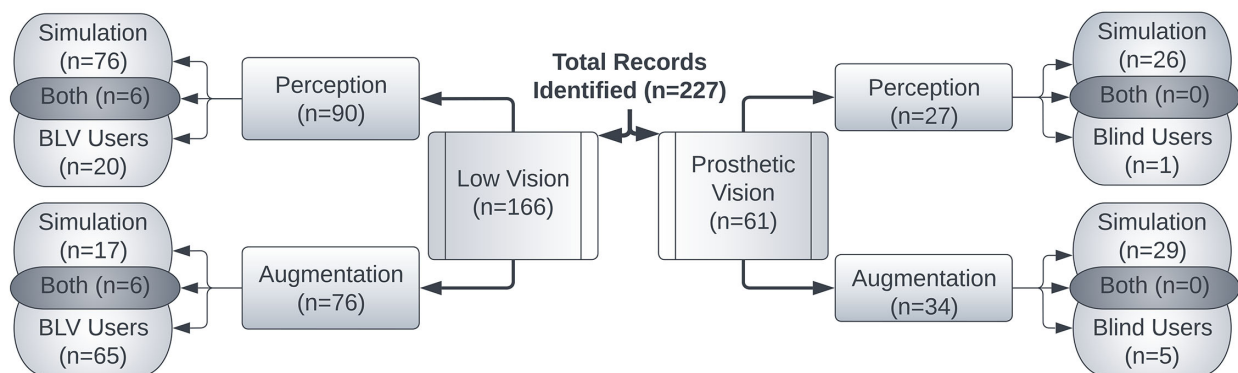 Total Records
Identified (n=227)
Low Vision
(n=166)
Perception
(n=90)
Simulation
(n=76)
Both (n=6)
BLV Users
(n=20)
Augmentation
(n=76)
Simulation
(n=17)
Both (n=6)
BLV Users
(n=65)
Prosthetic
Vision
(n=61)
Perception
(n=27)
Simulation
(n=26)
Both (n=0)
Blind Users
(n=1)
Augmentation
(n=34)
Simulation
(n=29)
Both (n=0)
Blind Users
(n=5)